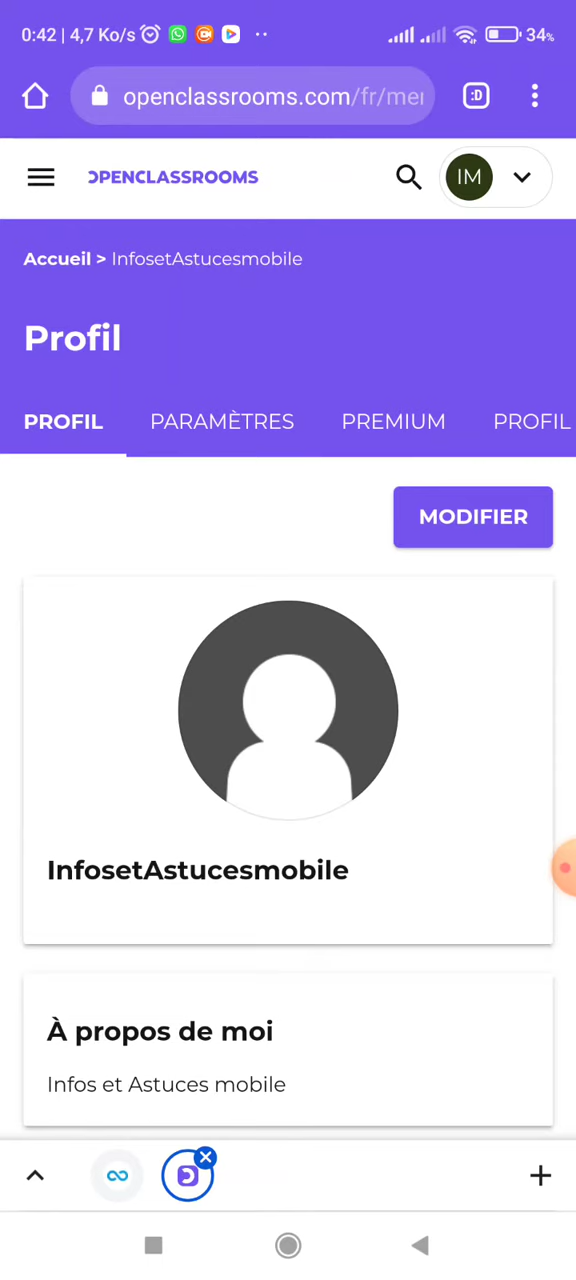 0:42 | 4,7 Ko/s
34%
openclassrooms.com/fr/mer
:D
OPENCLASSROOMS
IM
Accueil > InfosetAstucesmobile
Profil
PROFIL PARAMÈTRES PREMIUM PROFIL
MODIFIER
InfosetAstucesmobile
À propos de moi
Infos et Astuces mobile